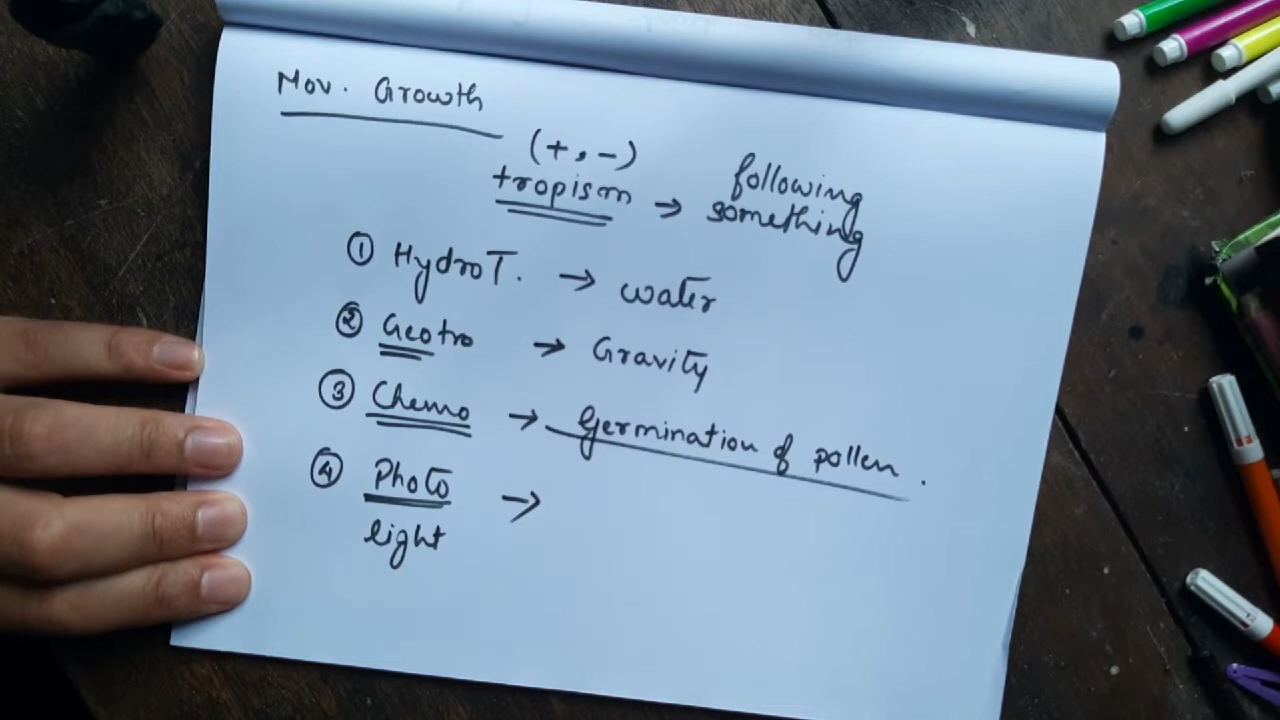 Mov. Growth
(+, -)
tropism → following something
① HydroT. → water
② Geotro → Gravity
③ Chemo → Germination of pollen.
④ Photo →
light